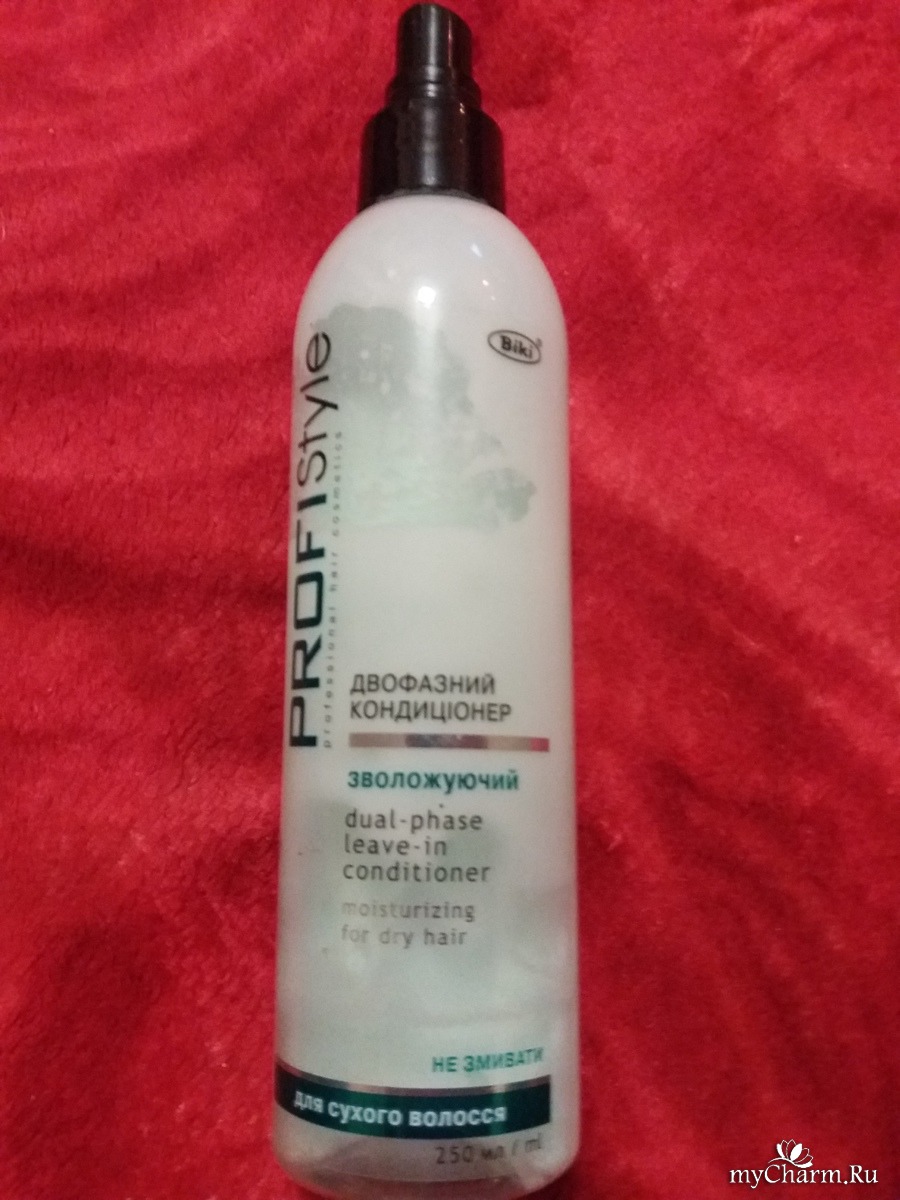 Biki
PROFIStyle
professional hair cosmetics
ДВОФАЗНИЙ
КОНДИЦІОНЕР
зволожуючий
dual-phase
leave-in
conditioner
moisturizing
for dry hair
НЕ ЗМИВАТИ
для сухого волосся
250 мл / ml
myCharm.Ru